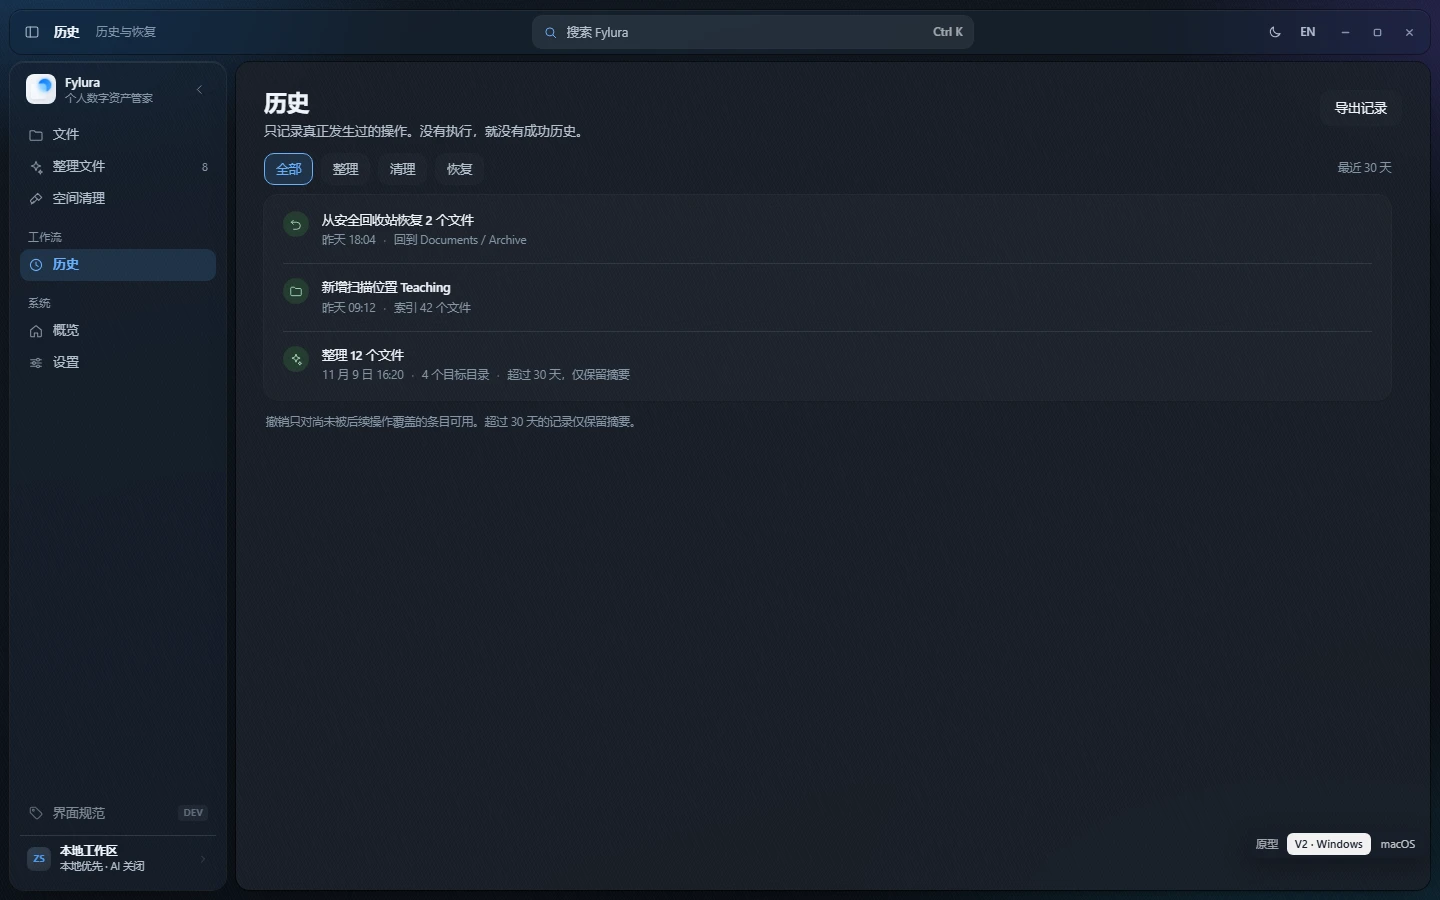 历史 历史与恢复
搜索 Fylura Ctrl K
EN
Fylura
个人数字资产管家
文件
整理文件 8
空间清理
工作流
历史
系统
概览
设置
界面规范 DEV
ZS
本地工作区
本地优先 · AI 关闭
历史
只记录真正发生过的操作。没有执行，就没有成功历史。
导出记录
全部 整理 清理 恢复
最近 30 天
从安全回收站恢复 2 个文件
昨天 18:04 · 回到 Documents / Archive
新增扫描位置 Teaching
昨天 09:12 · 索引 42 个文件
整理 12 个文件
11 月 9 日 16:20 · 4 个目标目录 · 超过 30 天，仅保留摘要
撤销只对尚未被后续操作覆盖的条目可用。超过 30 天的记录仅保留摘要。
原型 V2 · Windows macOS